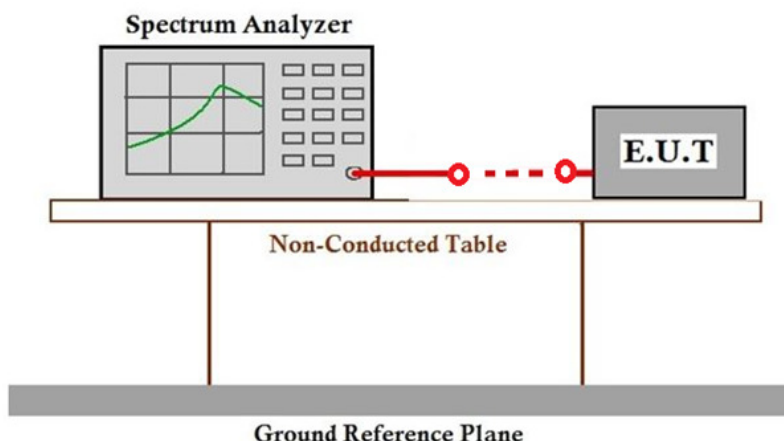 Spectrum Analyzer
E.U.T
Non-Conducted Table
Ground Reference Plane